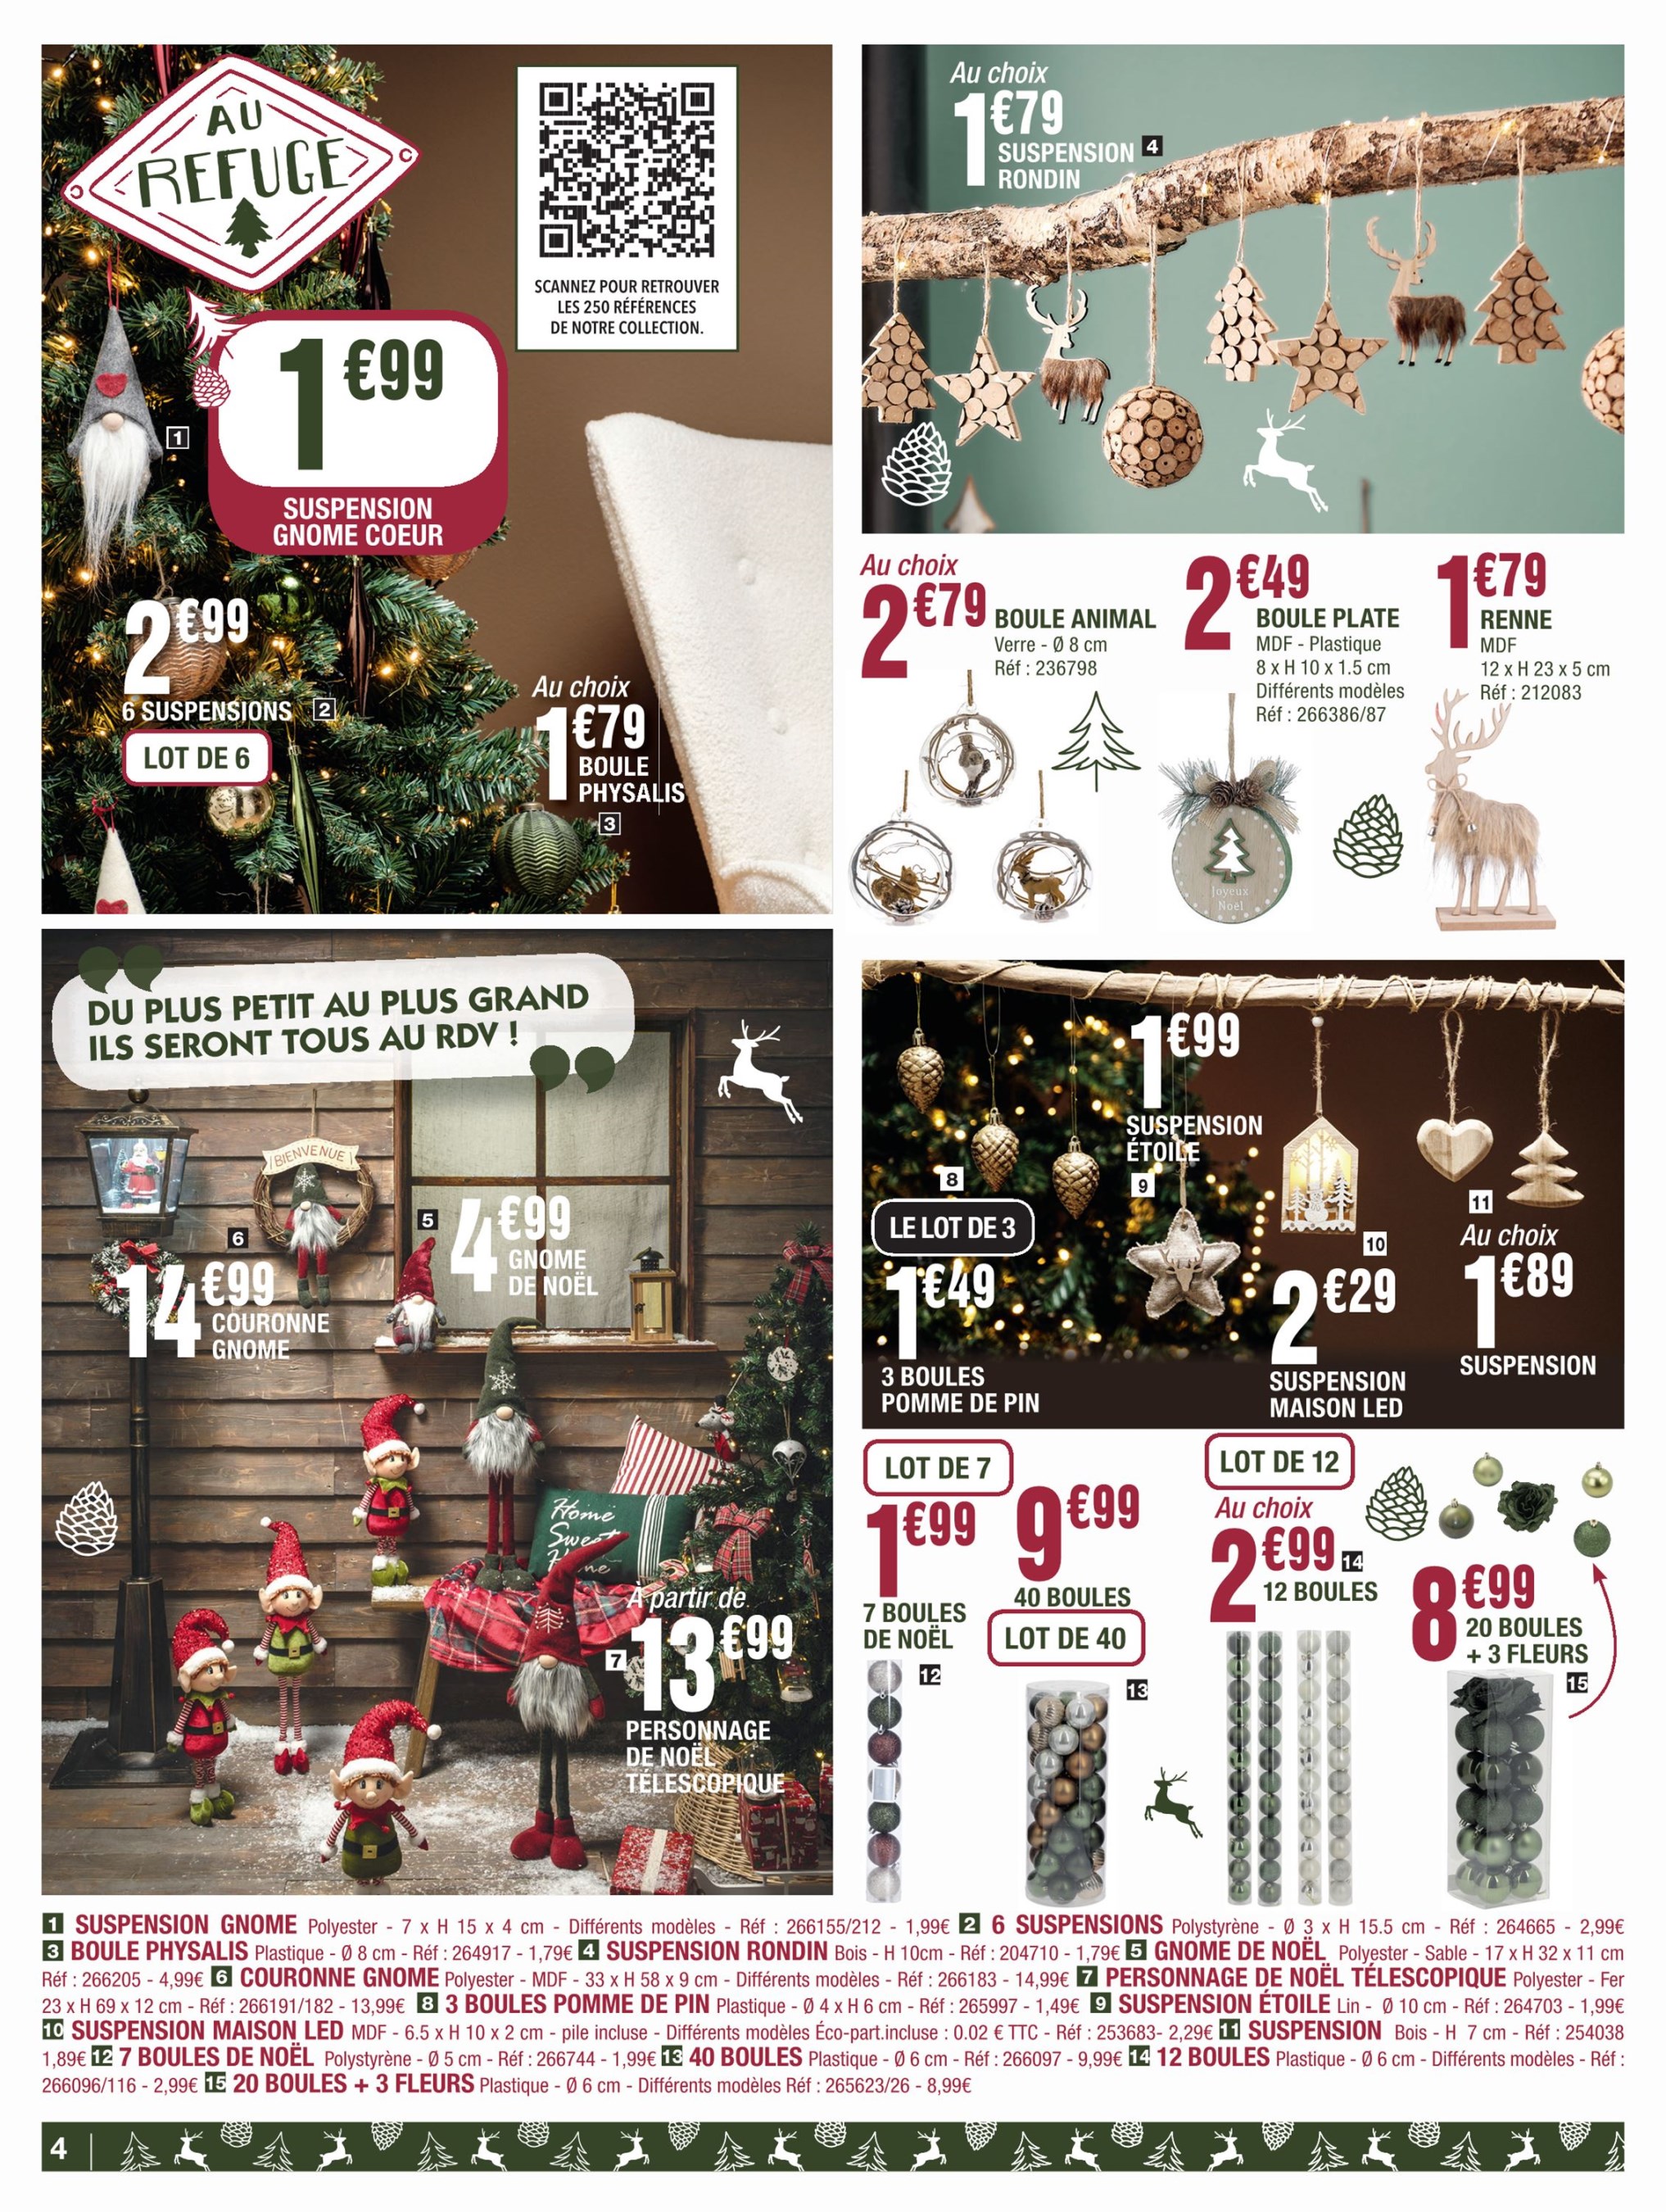 AU
REFUGE
SCANNEZ POUR RETROUVER
LES 250 RÉFÉRENCES
DE NOTRE COLLECTION.
1€99
1
SUSPENSION
GNOME COEUR
2€99
6 SUSPENSIONS 2
LOT DE 6
Au choix
1€79
BOULE
PHYSALIS
3
Au choix
1€79
SUSPENSION 4
RONDIN
Au choix
2€79 BOULE ANIMAL
Verre - Ø 8 cm
Réf : 236798
2€49
BOULE PLATE
MDF - Plastique
8 x H 10 x 1.5 cm
Différents modèles
Réf : 266386/87
Joyeux
Noël
1€79
RENNE
MDF
12 x H 23 x 5 cm
Réf : 212083
DU PLUS PETIT AU PLUS GRAND
ILS SERONT TOUS AU RDV !
BIENVENUE
6
14€99
COURONNE
GNOME
5
4€99
GNOME
DE NOËL
Home
Sweet
Home
À partir de
7
13€99
PERSONNAGE
DE NOËL
TÉLESCOPIQUE
8
LE LOT DE 3
1€49
3 BOULES
POMME DE PIN
1€99
SUSPENSION
ÉTOILE
9
10
2€29
SUSPENSION
MAISON LED
11
Au choix
1€89
SUSPENSION
LOT DE 7
1€99
7 BOULES
DE NOËL
12
9€99
40 BOULES
LOT DE 40
13
LOT DE 12
Au choix
2€99 14
12 BOULES
8€99
20 BOULES
+ 3 FLEURS
15
1 SUSPENSION GNOME Polyester - 7 x H 15 x 4 cm - Différents modèles - Réf : 266155/212 - 1,99€ 2 6 SUSPENSIONS Polystyrène - Ø 3 x H 15.5 cm - Réf : 264665 - 2,99€
3 BOULE PHYSALIS Plastique - Ø 8 cm - Réf : 264917 - 1,79€ 4 SUSPENSION RONDIN Bois - H 10cm - Réf : 204710 - 1,79€ 5 GNOME DE NOËL Polyester - Sable - 17 x H 32 x 11 cm
Réf : 266205 - 4,99€ 6 COURONNE GNOME Polyester - MDF - 33 x H 58 x 9 cm - Différents modèles - Réf : 266183 - 14,99€ 7 PERSONNAGE DE NOËL TÉLESCOPIQUE Polyester - Fer
23 x H 69 x 12 cm - Réf : 266191/182 - 13,99€ 8 3 BOULES POMME DE PIN Plastique - Ø 4 x H 6 cm - Réf : 265997 - 1,49€ 9 SUSPENSION ÉTOILE Lin - Ø 10 cm - Réf : 264703 - 1,99€
10 SUSPENSION MAISON LED MDF - 6.5 x H 10 x 2 cm - pile incluse - Différents modèles Éco-part.incluse : 0.02 € TTC - Réf : 253683- 2,29€ 11 SUSPENSION Bois - H 7 cm - Réf : 254038
1,89€ 12 7 BOULES DE NOËL Polystyrène - Ø 5 cm - Réf : 266744 - 1,99€ 13 40 BOULES Plastique - Ø 6 cm - Réf : 266097 - 9,99€ 14 12 BOULES Plastique - Ø 6 cm - Différents modèles - Réf :
266096/116 - 2,99€ 15 20 BOULES + 3 FLEURS Plastique - Ø 6 cm - Différents modèles Réf : 265623/26 - 8,99€
4